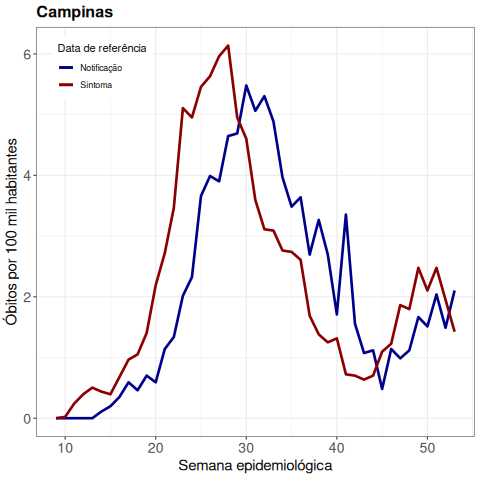 Campinas
Data de referência
Notificação
Sintoma
Óbitos por 100 mil habitantes
6
4
2
0
10 20 30 40 50
Semana epidemiológica